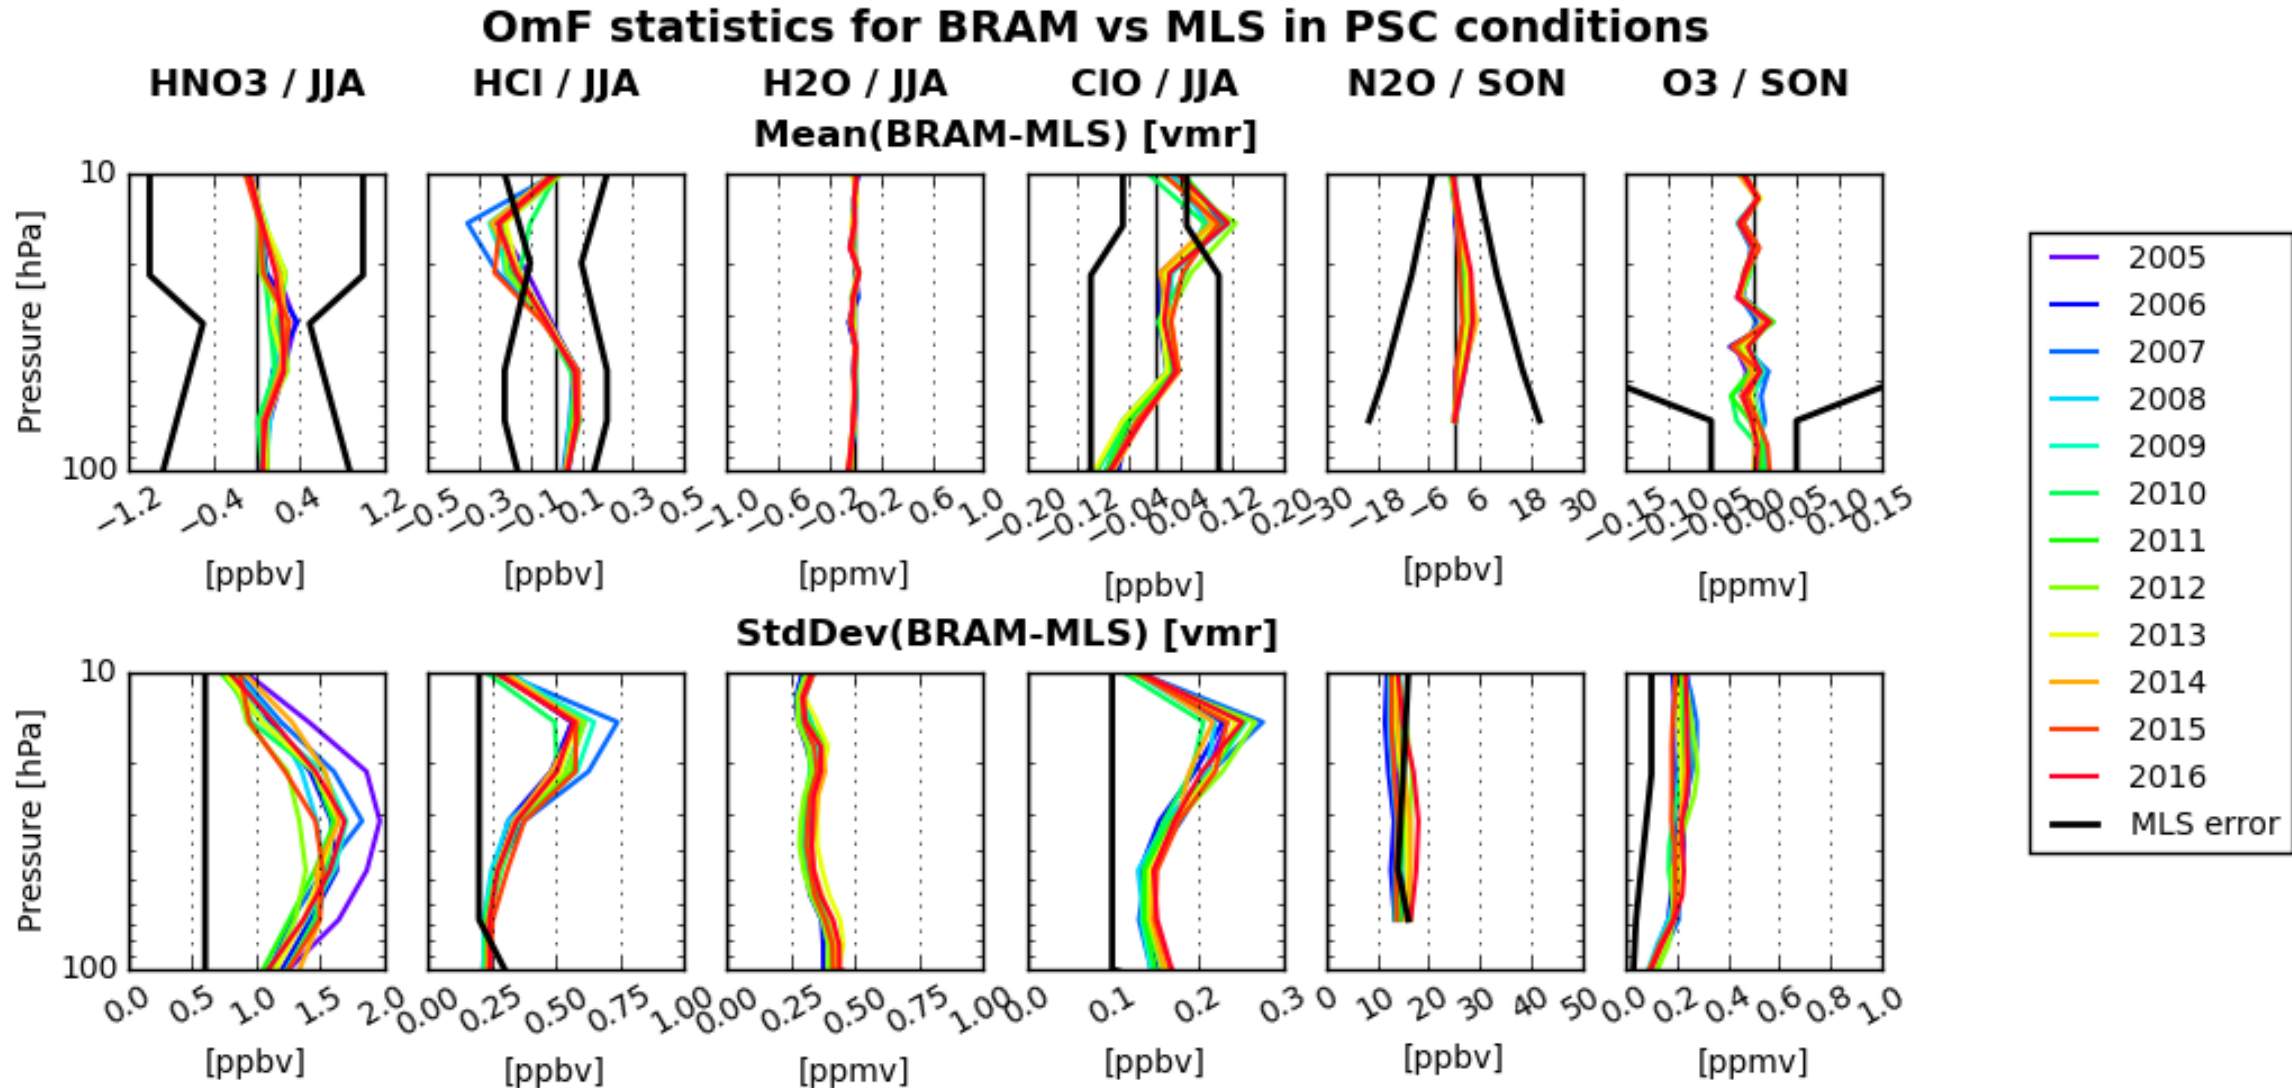 OmF statistics for BRAM vs MLS in PSC conditions
HNO3 / JJA HCl / JJA H2O / JJA ClO / JJA N2O / SON O3 / SON
Mean(BRAM-MLS) [vmr]
Pressure [hPa]
10
100
−1.2 −0.4 0.4 1.2 −0.5 −0.3 −0.1 0.1 0.3 0.5 −1.0 −0.6 −0.2 0.2 0.6 1.0 −0.20 −0.12 −0.04 0.04 0.12 0.20 −30 −18 −6 6 18 30 −0.15 −0.10 −0.05 0.00 0.05 0.10 0.15
[ppbv] [ppbv] [ppmv] [ppbv] [ppbv] [ppmv]
StdDev(BRAM-MLS) [vmr]
Pressure [hPa]
10
100
0.0 0.5 1.0 1.5 2.0 0.00 0.25 0.50 0.75 1.00 0.00 0.25 0.50 0.75 1.00 0.0 0.1 0.2 0.3 0 10 20 30 40 50 0.0 0.2 0.4 0.6 0.8 1.0
[ppbv] [ppbv] [ppmv] [ppbv] [ppbv] [ppmv]
2005
2006
2007
2008
2009
2010
2011
2012
2013
2014
2015
2016
MLS error